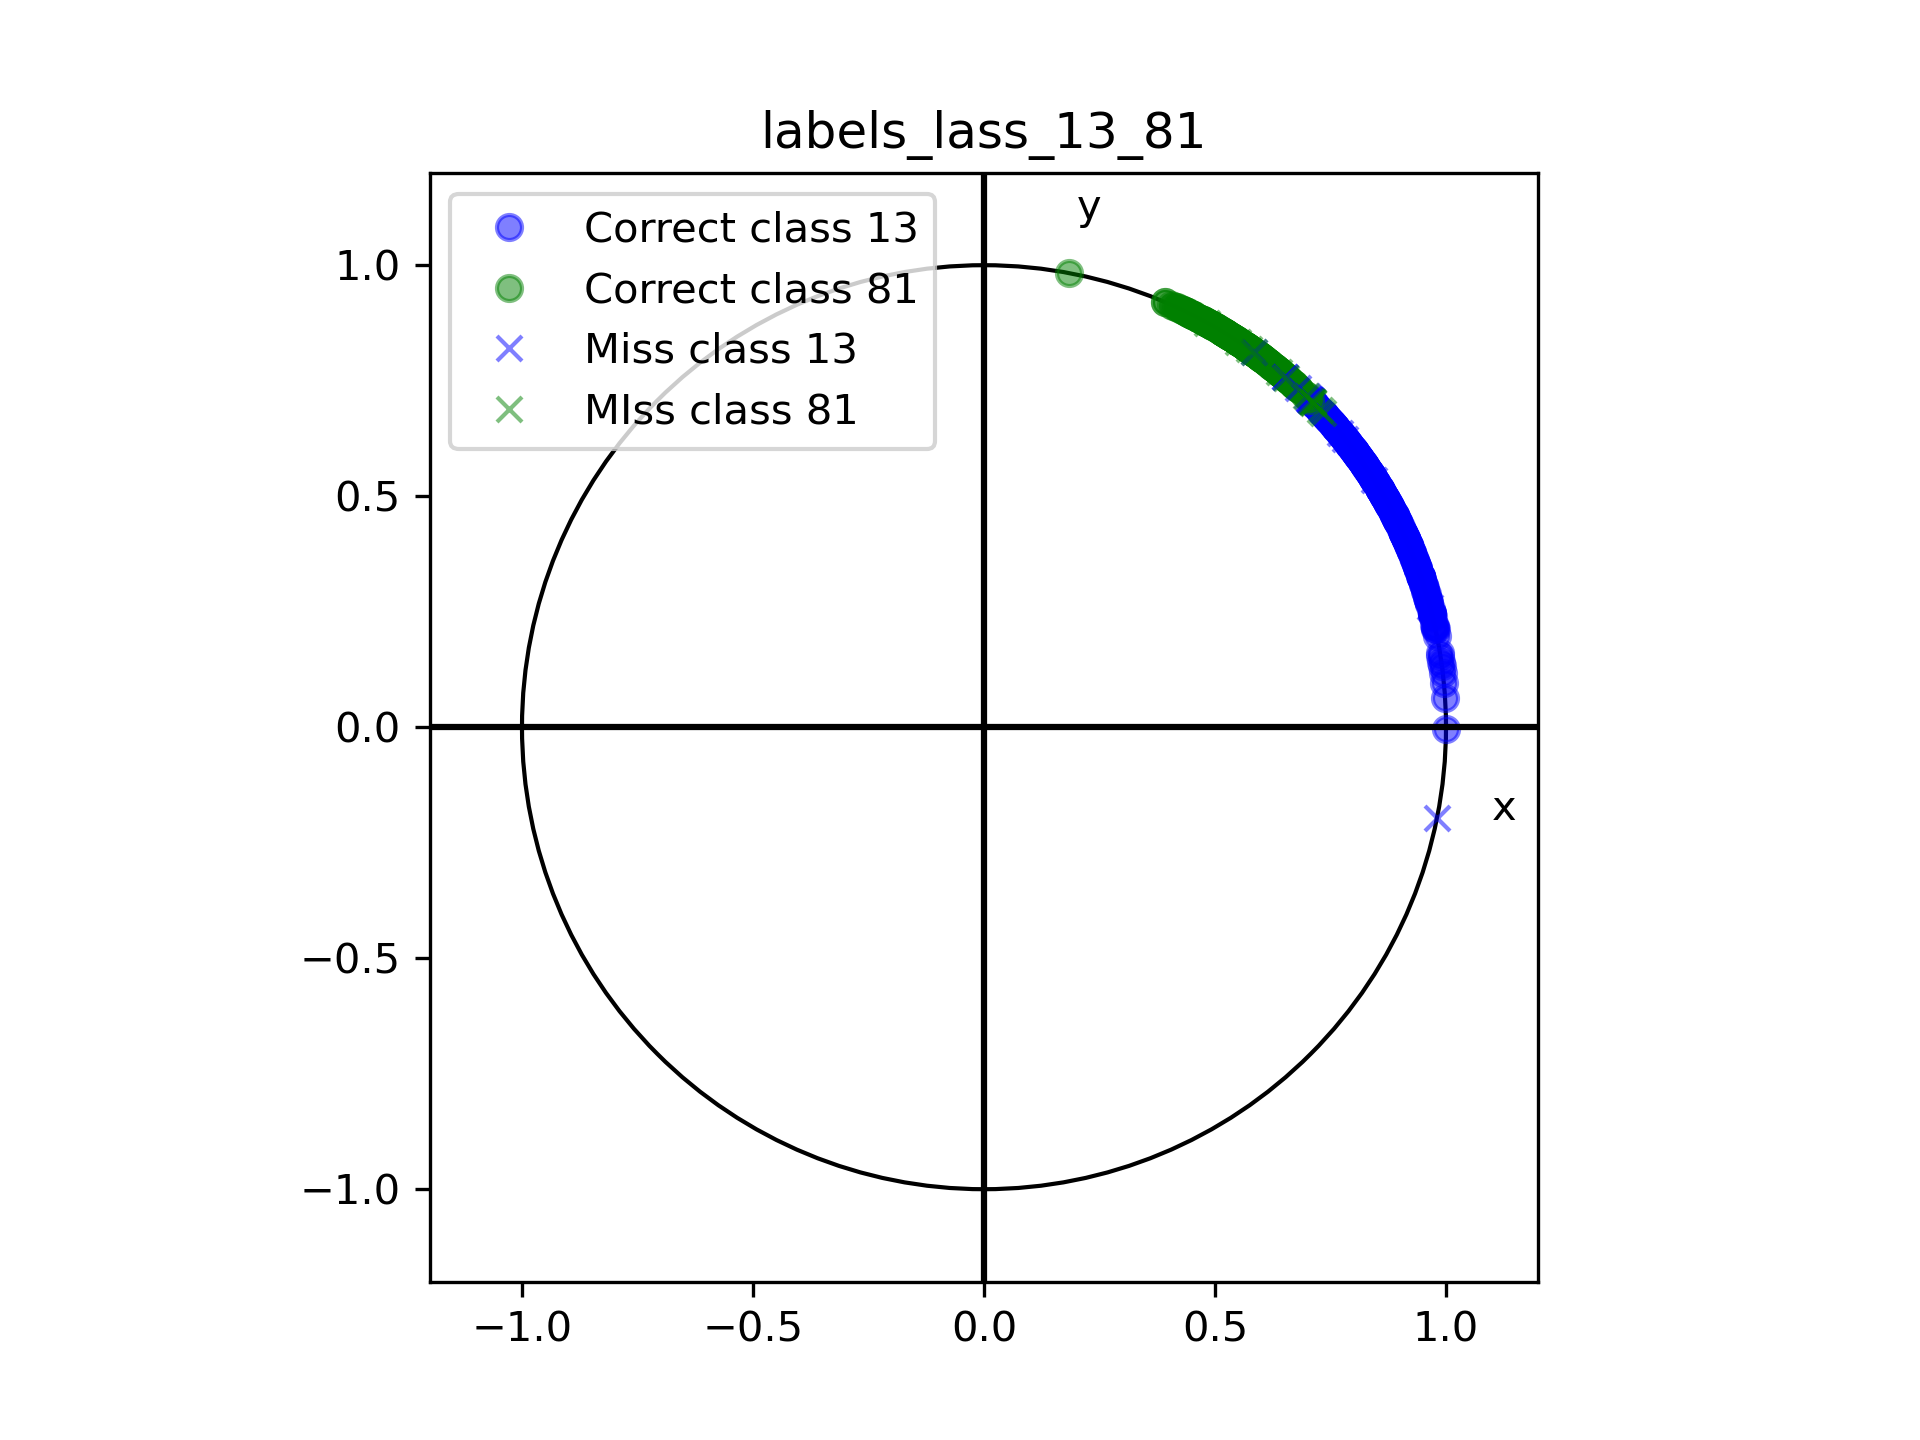 labels_lass_13_81
y
Correct class 13
Correct class 81
Miss class 13
MIss class 81
1.0
0.5
0.0
x
−0.5
−1.0
−1.0 −0.5 0.0 0.5 1.0